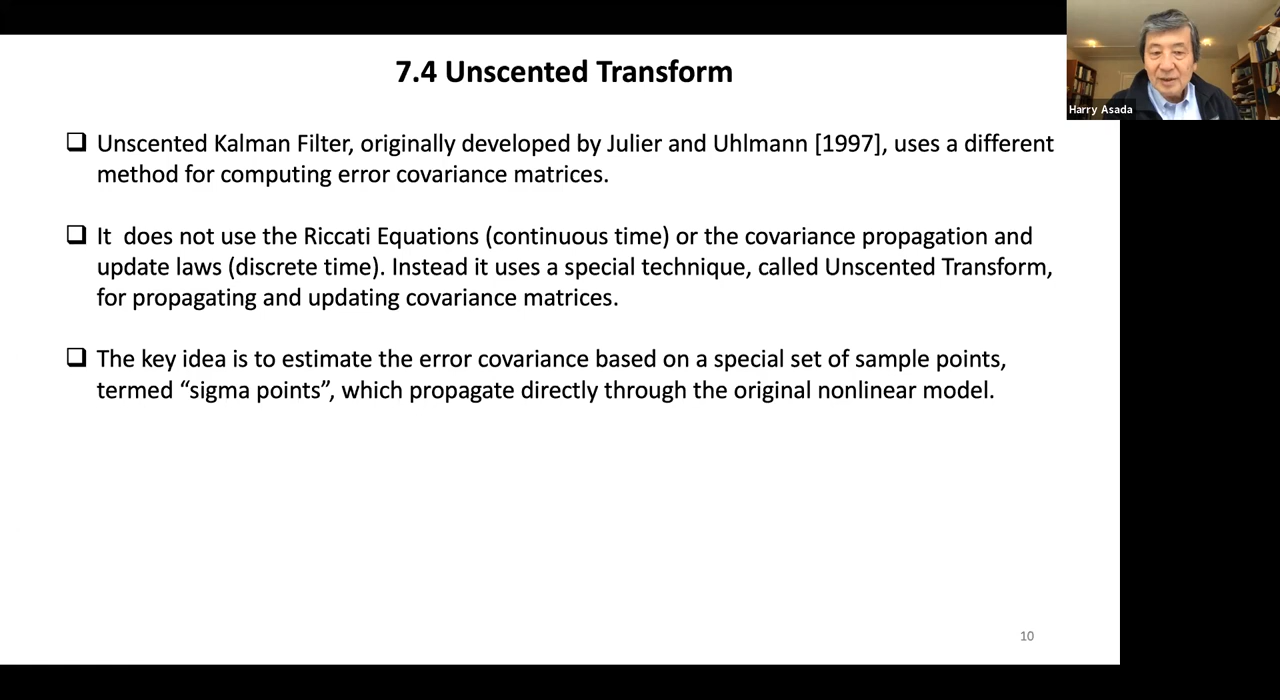 7.4 Unscented Transform
Harry Asada
❑ Unscented Kalman Filter, originally developed by Julier and Uhlmann [1997], uses a different
method for computing error covariance matrices.
❑ It does not use the Riccati Equations (continuous time) or the covariance propagation and
update laws (discrete time). Instead it uses a special technique, called Unscented Transform,
for propagating and updating covariance matrices.
❑ The key idea is to estimate the error covariance based on a special set of sample points,
termed “sigma points”, which propagate directly through the original nonlinear model.
10